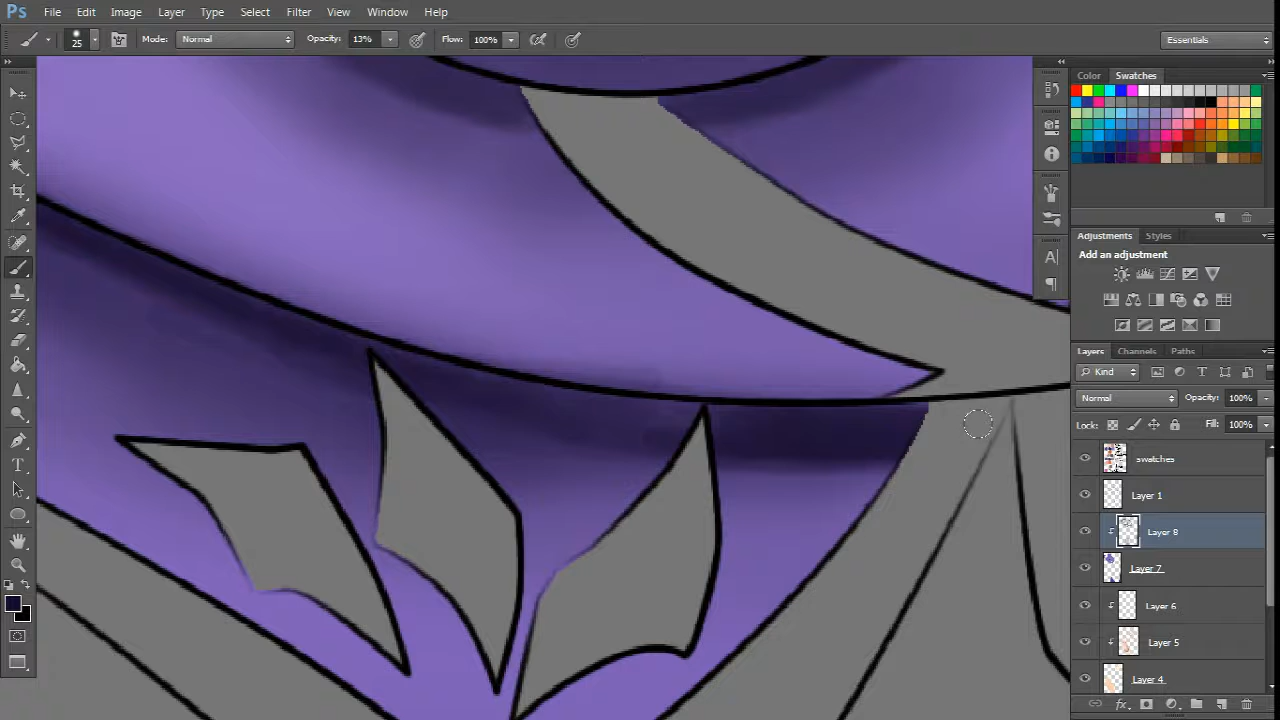 Ps File Edit Image Layer Type Select Filter View Window Help
25 Mode: Normal Opacity: 13% Flow: 100% Essentials
Color Swatches
Adjustments Styles
Add an adjustment
Layers Channels Paths
Kind
Normal Opacity: 100%
Lock: Fill: 100%
swatches
Layer 1
Layer 8
Layer 7
Layer 6
Layer 5
Layer 4